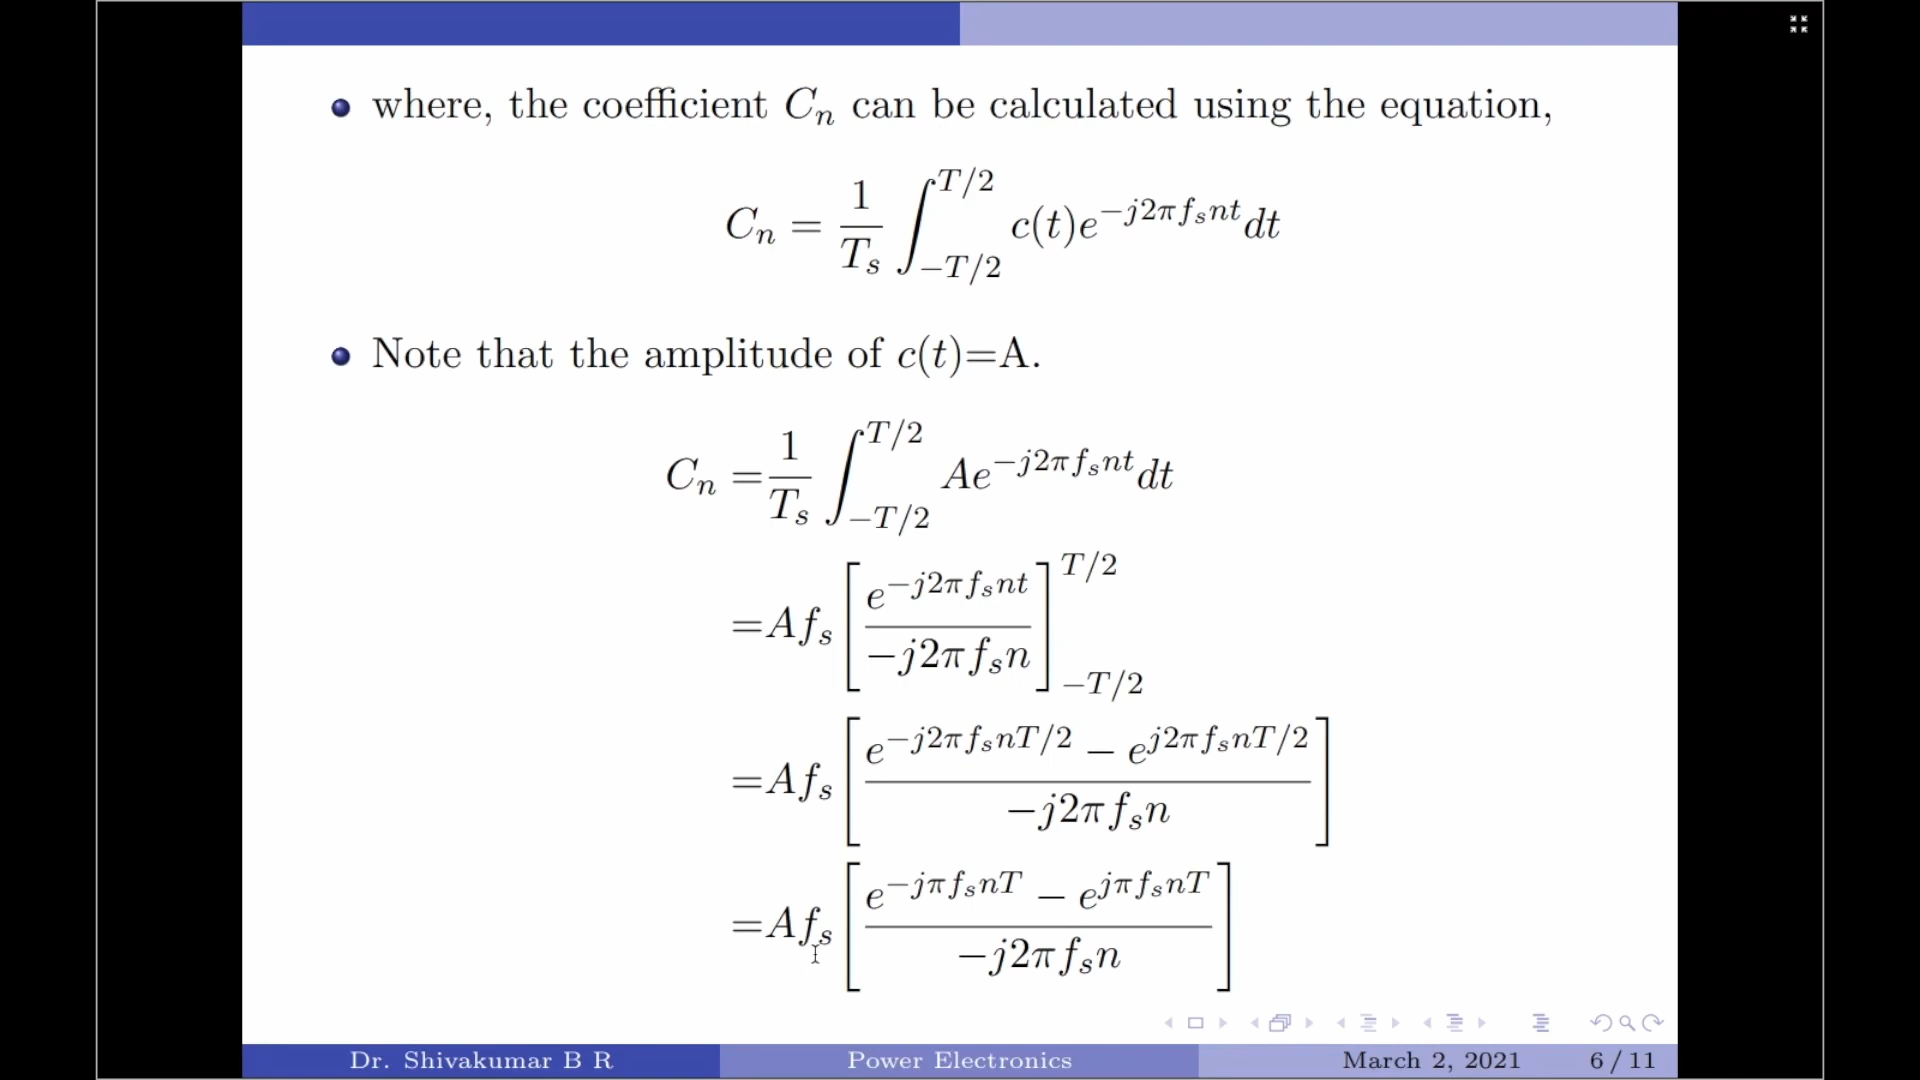 where, the coefficient Cₙ can be calculated using the equation,
$C_n = \frac{1}{T_s} \int_{-T/2}^{T/2} c(t)e^{-j2\pi f_s nt} dt$
Note that the amplitude of c(t)=A.
$C_n = \frac{1}{T_s} \int_{-T/2}^{T/2} Ae^{-j2\pi f_s nt} dt$
$= Af_s \left[ \frac{e^{-j2\pi f_s nt}}{-j2\pi f_s n} \right]_{-T/2}^{T/2}$
$= Af_s \left[ \frac{e^{-j2\pi f_s nT/2} - e^{j2\pi f_s nT/2}}{-j2\pi f_s n} \right]$
$= Af_s \left[ \frac{e^{-j\pi f_s nT} - e^{j\pi f_s nT}}{-j2\pi f_s n} \right]$
Dr. Shivakumar B R Power Electronics March 2, 2021 6 / 11